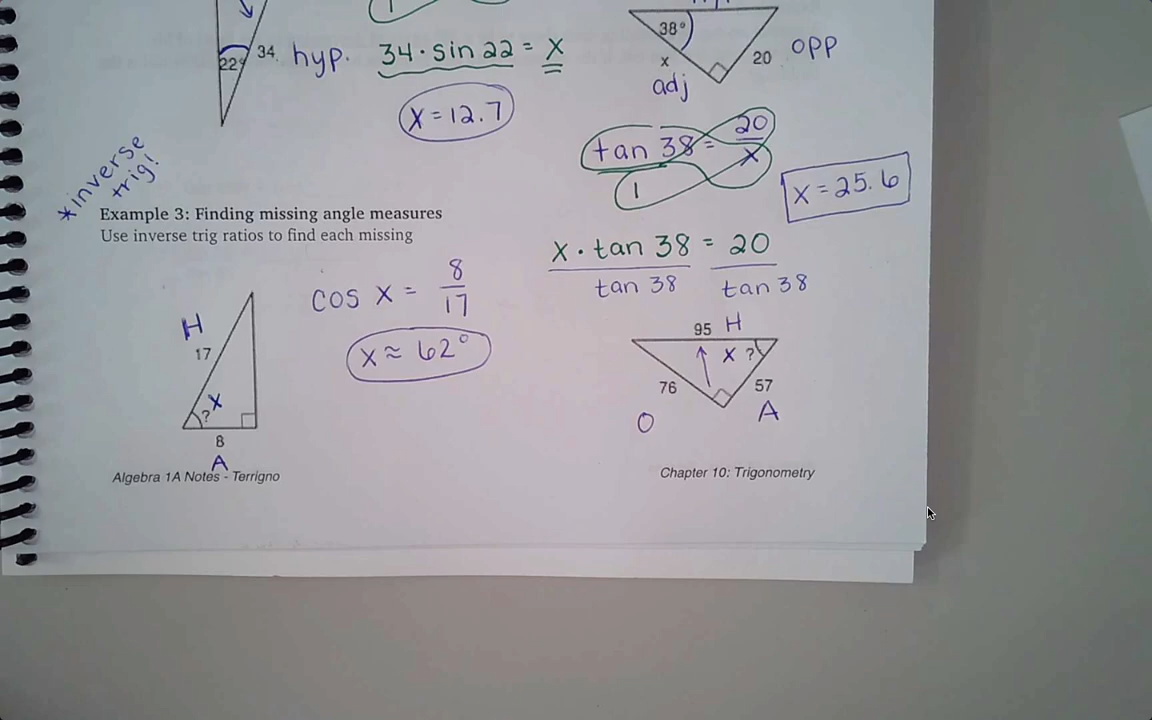 22°
34
hyp.
34 · sin 22 = x
x = 12.7
38°
x
adj
20
opp
tan 38 = 20/x
1
x = 25.6
x · tan 38 = 20
tan 38 tan 38
*inverse
trig!
Example 3: Finding missing angle measures
Use inverse trig ratios to find each missing
H
17
x
?
8
A
cos x = 8/17
x ≈ 62°
95 H
x ?
76
57
O
A
Algebra 1A Notes - Terrigno
Chapter 10: Trigonometry